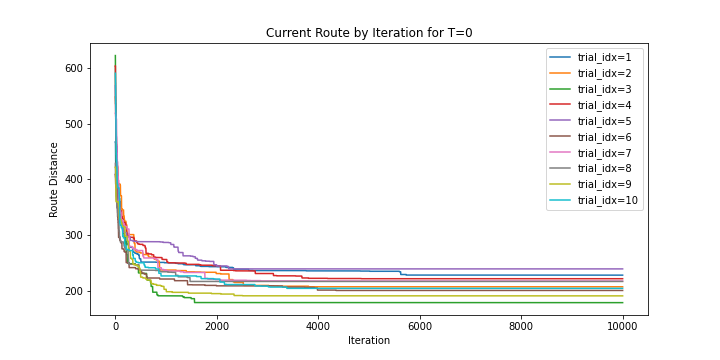 Current Route by Iteration for T=0
Route Distance
600
500
400
300
200
0
2000
4000
6000
8000
10000
Iteration
trial_idx=1
trial_idx=2
trial_idx=3
trial_idx=4
trial_idx=5
trial_idx=6
trial_idx=7
trial_idx=8
trial_idx=9
trial_idx=10